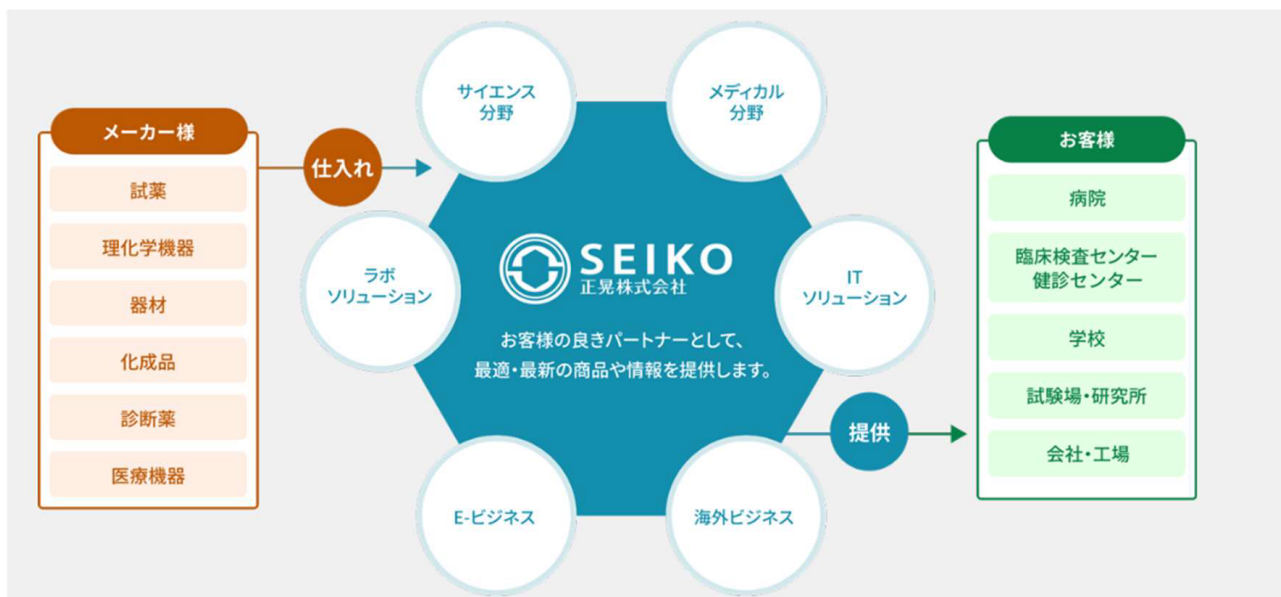 メーカー様
試薬
理化学機器
器材
化成品
診断薬
医療機器
仕入れ
サイエンス
分野
メディカル
分野
ラボ
ソリューション
SEIKO
正晃株式会社
お客様の良きパートナーとして、
最適・最新の商品や情報を提供します。
IT
ソリューション
E-ビジネス
海外ビジネス
提供
お客様
病院
臨床検査センター
健診センター
学校
試験場・研究所
会社・工場